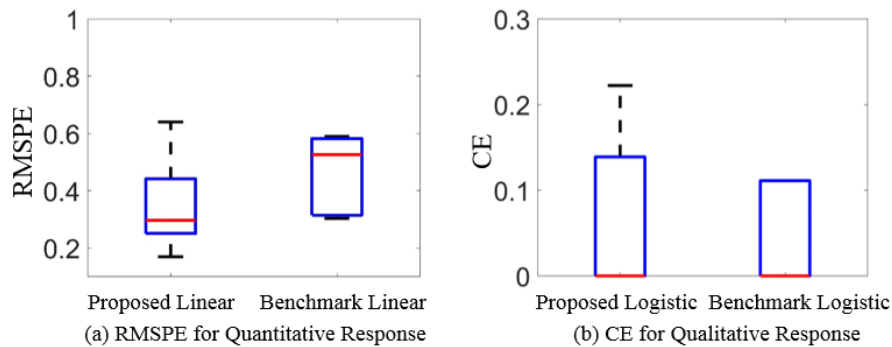 1
0.8
0.6
0.4
0.2
RMSPE
Proposed Linear Benchmark Linear
(a) RMSPE for Quantitative Response
0.3
0.2
0.1
0
CE
Proposed Logistic Benchmark Logistic
(b) CE for Qualitative Response